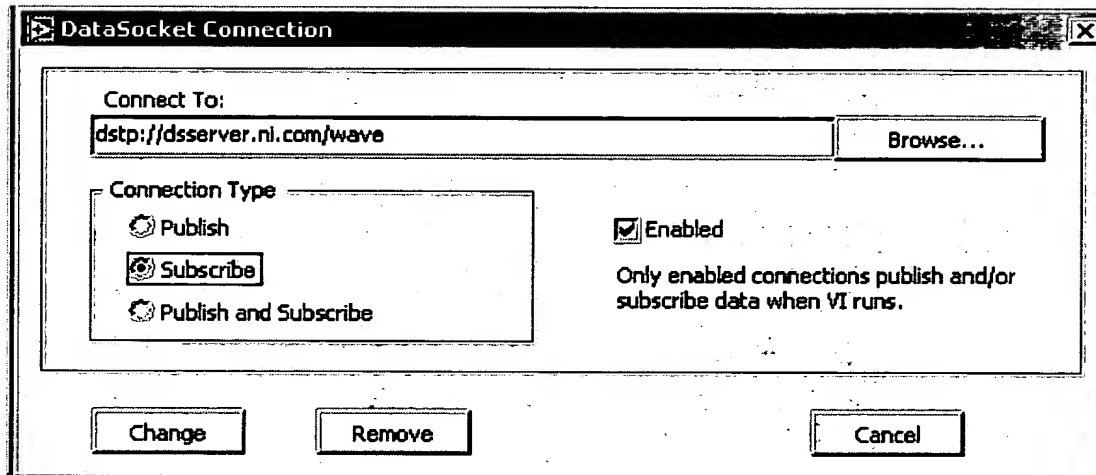 DataSocket Connection
Connect To:
dstp://dsserver.ni.com/wave
Browse...
Connection Type
Publish
Subscribe
Publish and Subscribe
Enabled
Only enabled connections publish and/or
subscribe data when VI runs.
Change
Remove
Cancel